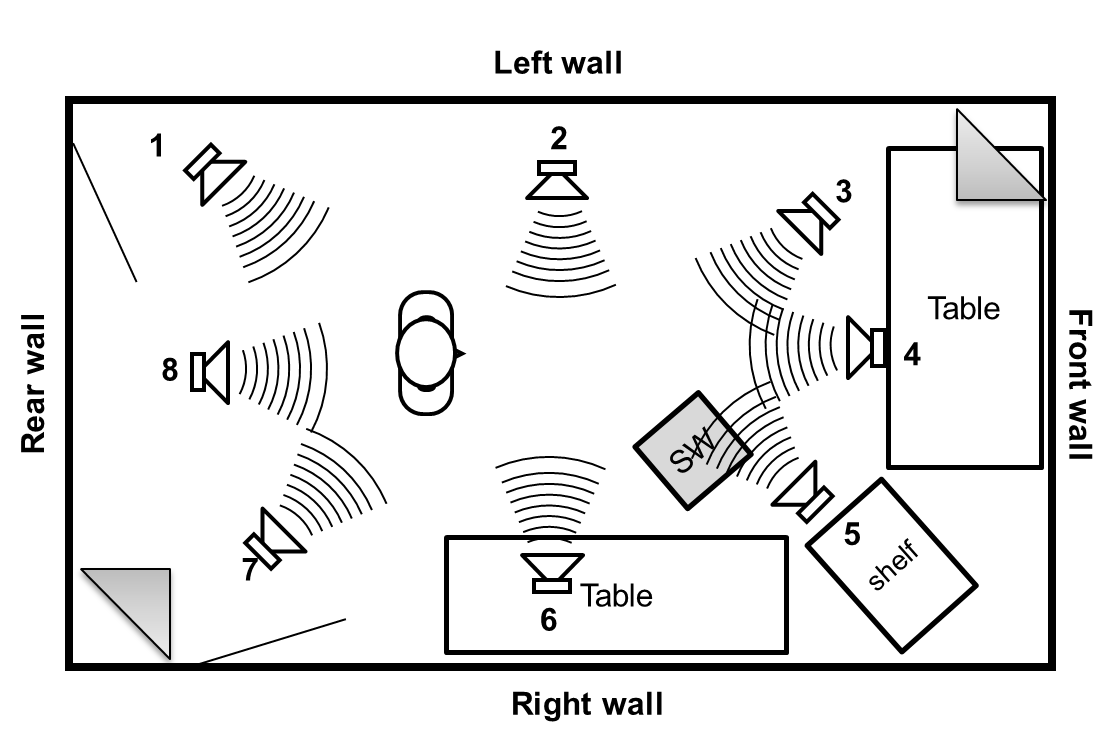 Left wall
1
2
3
Table
4
8
Rear wall
Front wall
SW
5
shelf
7
Table
6
Right wall